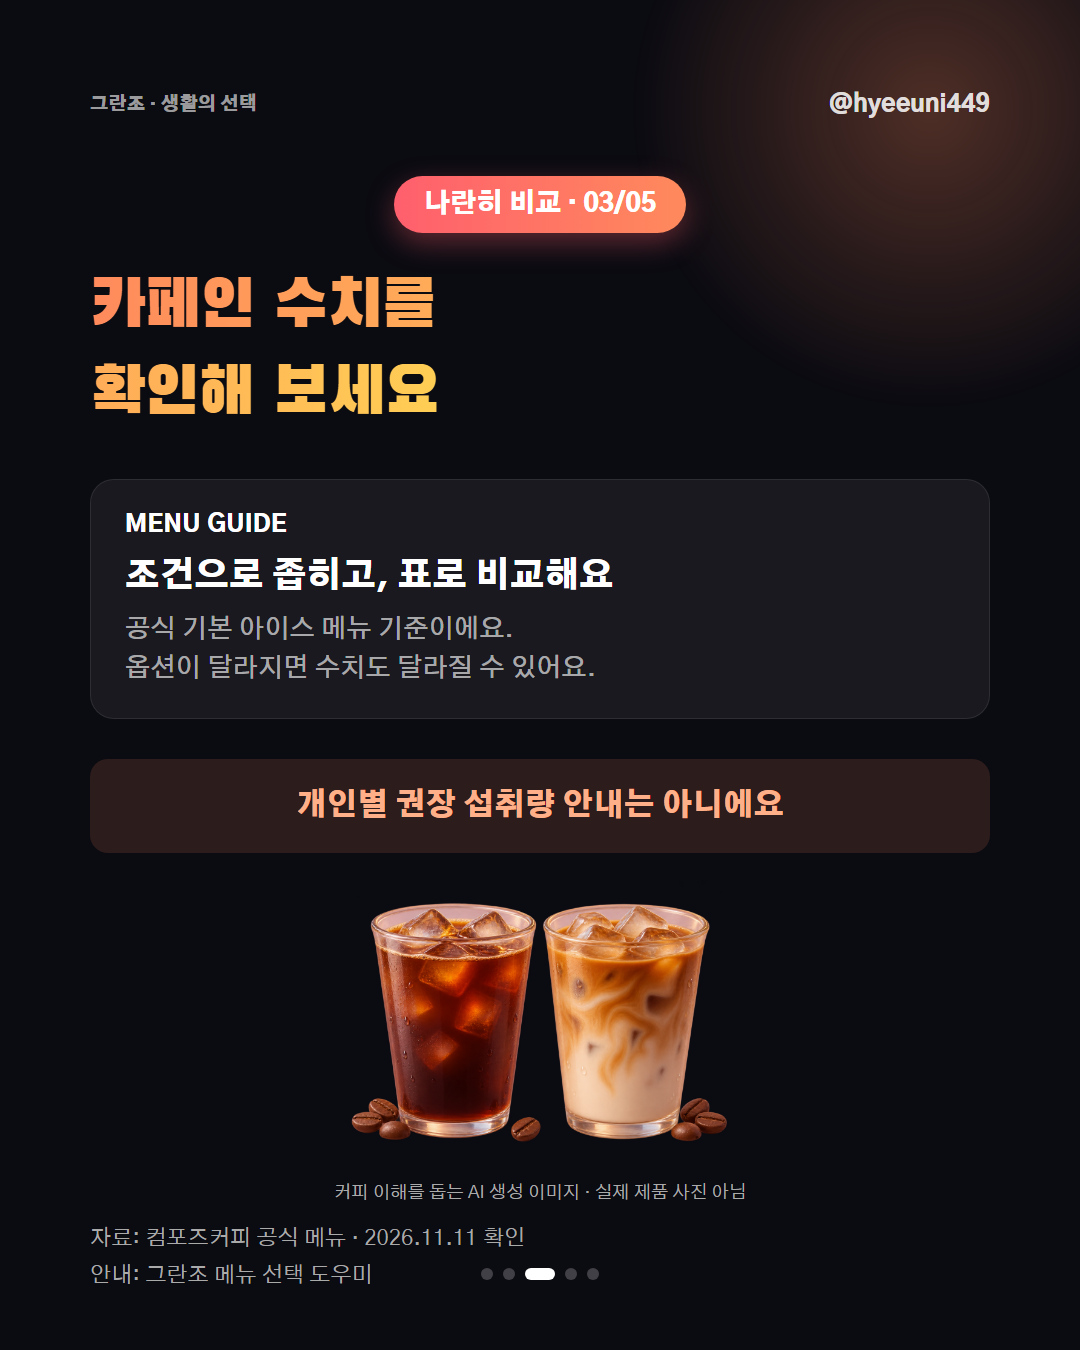 그란조 · 생활의 선택
@hyeeuni449
나란히 비교 · 03/05
카페인 수치를
확인해 보세요
MENU GUIDE
조건으로 좁히고, 표로 비교해요
공식 기본 아이스 메뉴 기준이에요.
옵션이 달라지면 수치도 달라질 수 있어요.
개인별 권장 섭취량 안내는 아니에요
커피 이해를 돕는 AI 생성 이미지 · 실제 제품 사진 아님
자료: 컴포즈커피 공식 메뉴 · 2026.11.11 확인
안내: 그란조 메뉴 선택 도우미